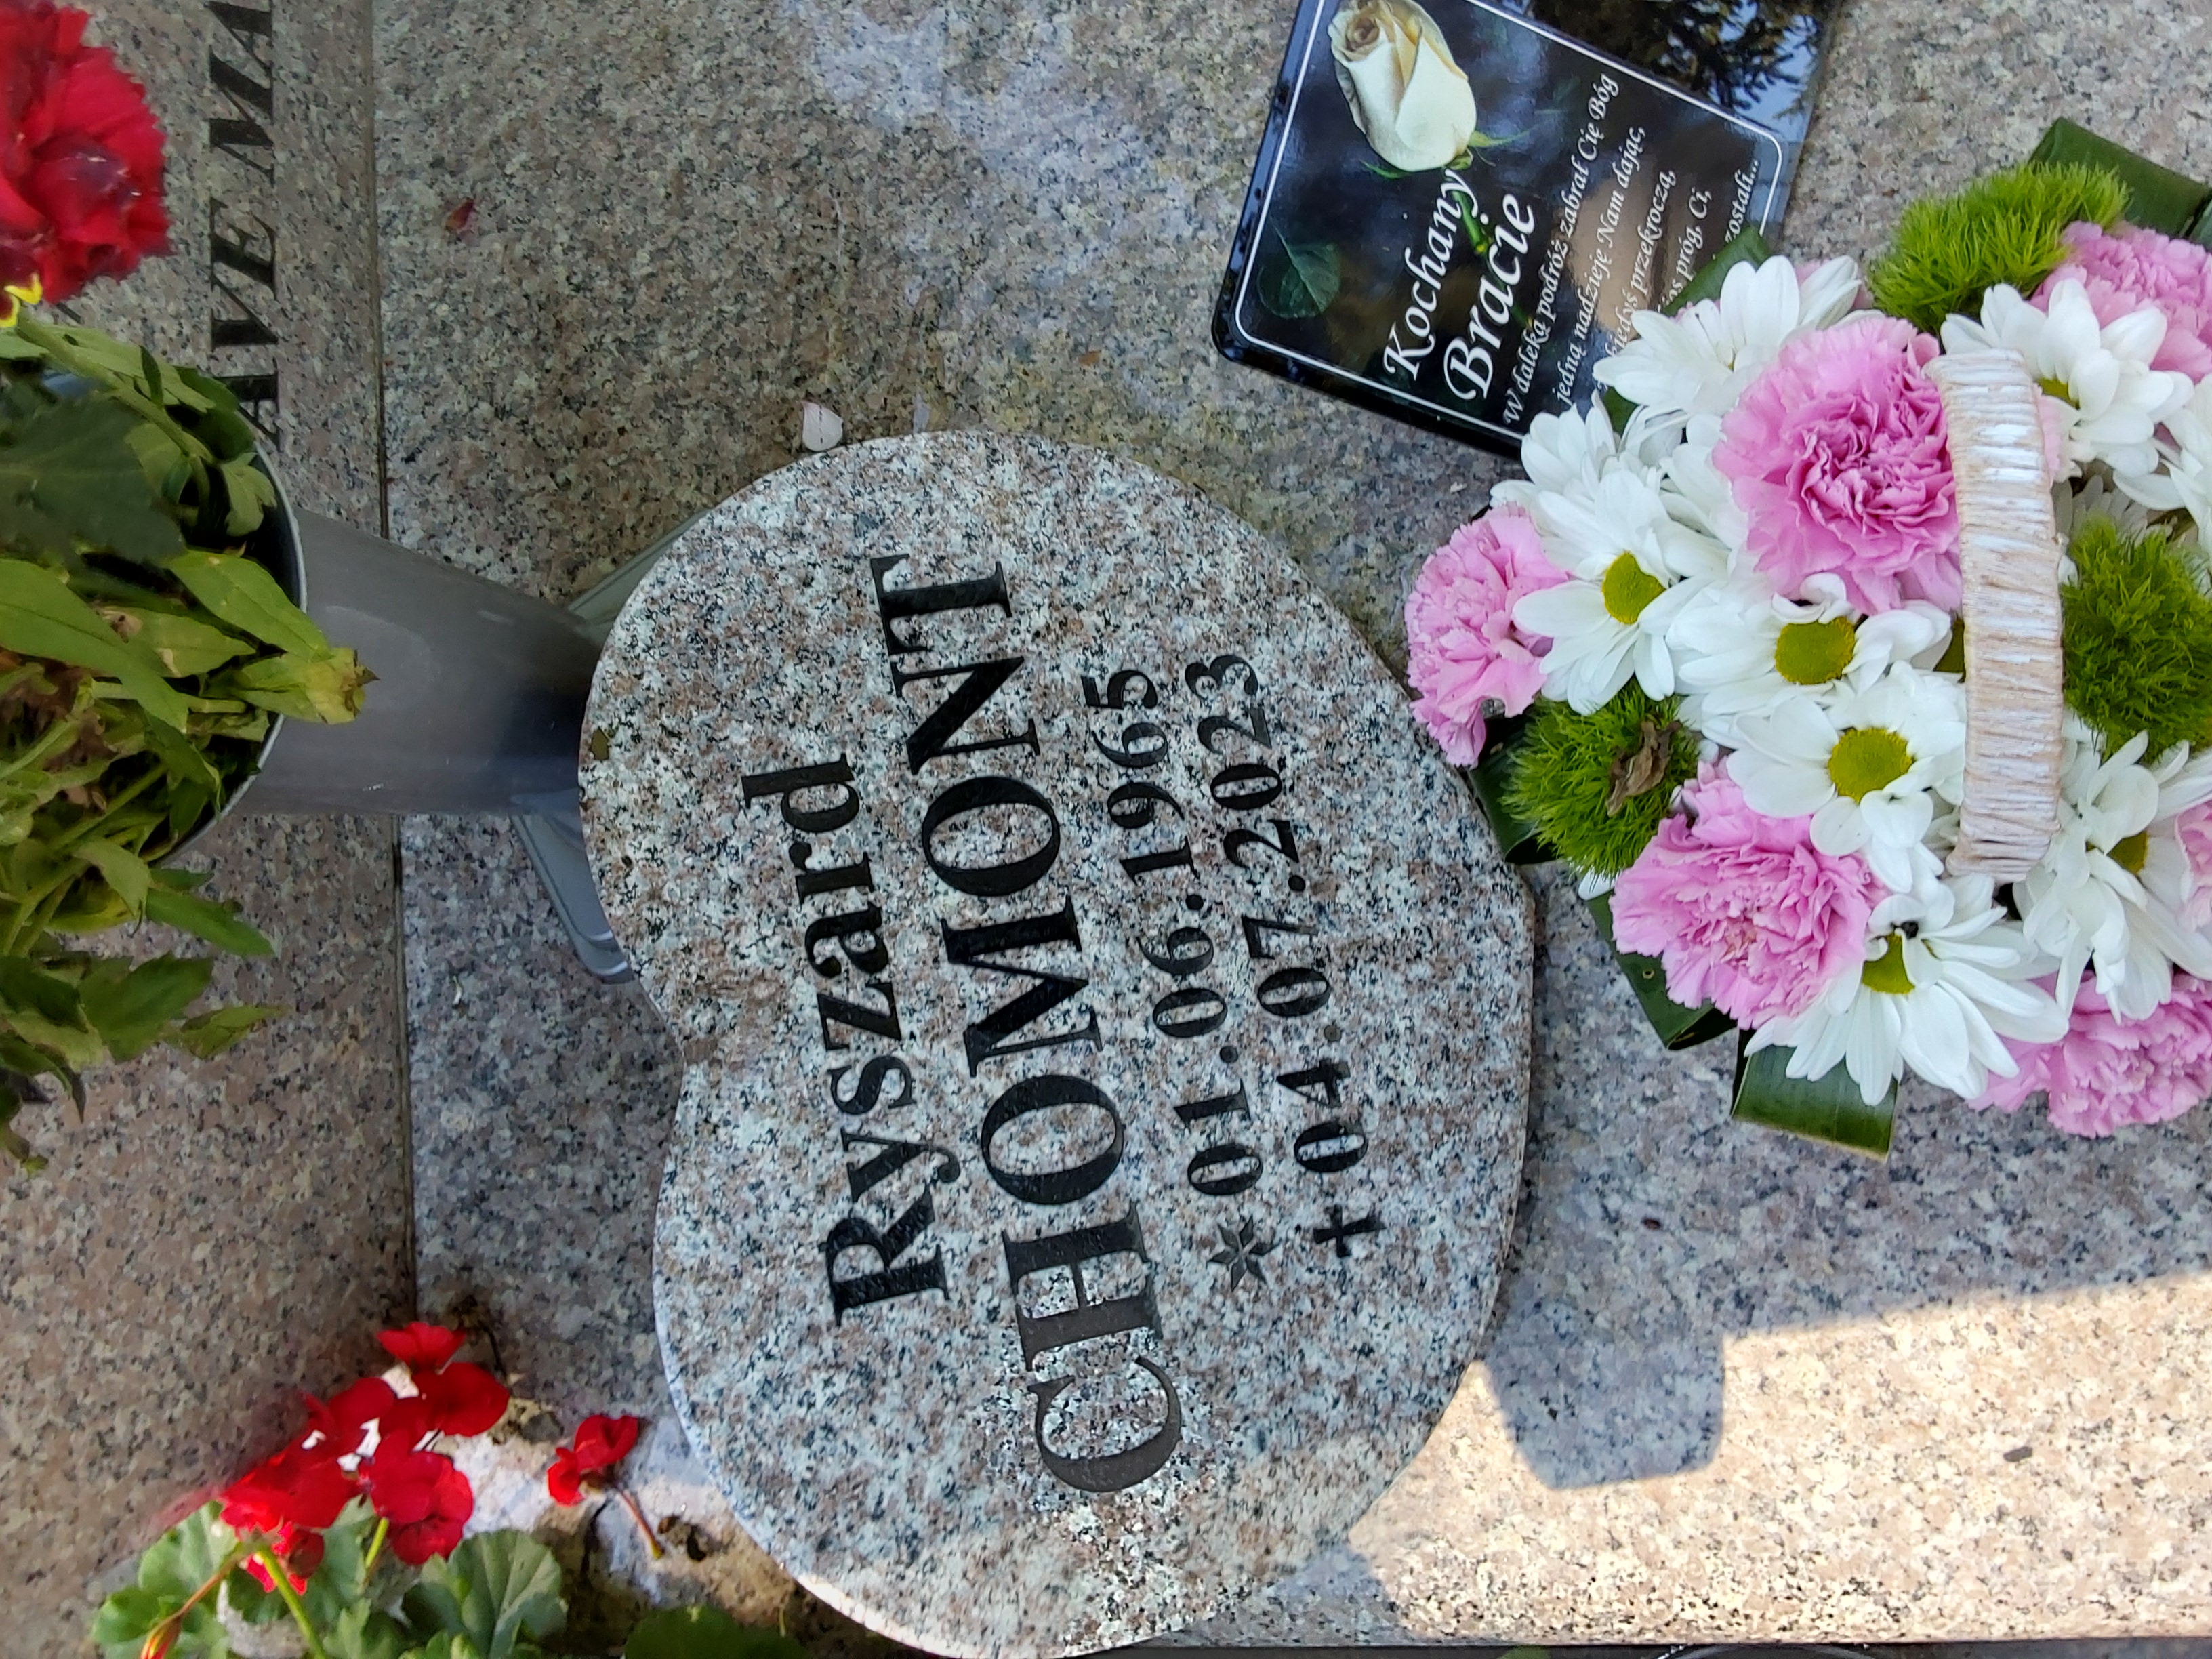 AVE MA
Ryszard
CHOMONT
* 01.06.1965
✝ 04.07.2023
Kochany
Bracie
w daleką podróż zabrał Cię Bóg
jedną nadzieję Nam dając,
kiedyś przekroczą,
próg, Ci,
zostali...